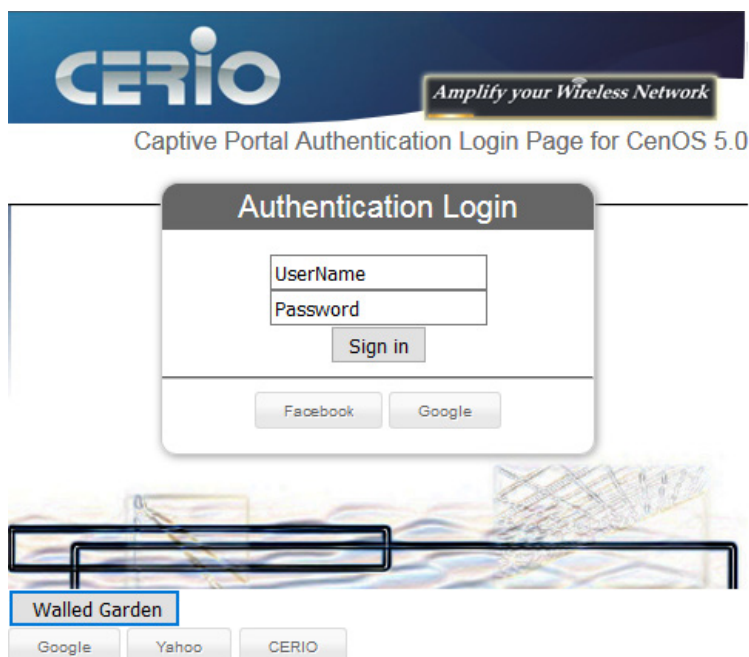 CERIO
Amplify your Wireless Network
Captive Portal Authentication Login Page for CenOS 5.0
Authentication Login
UserName
Password
Sign in
Facebook Google
Walled Garden
Google Yahoo CERIO